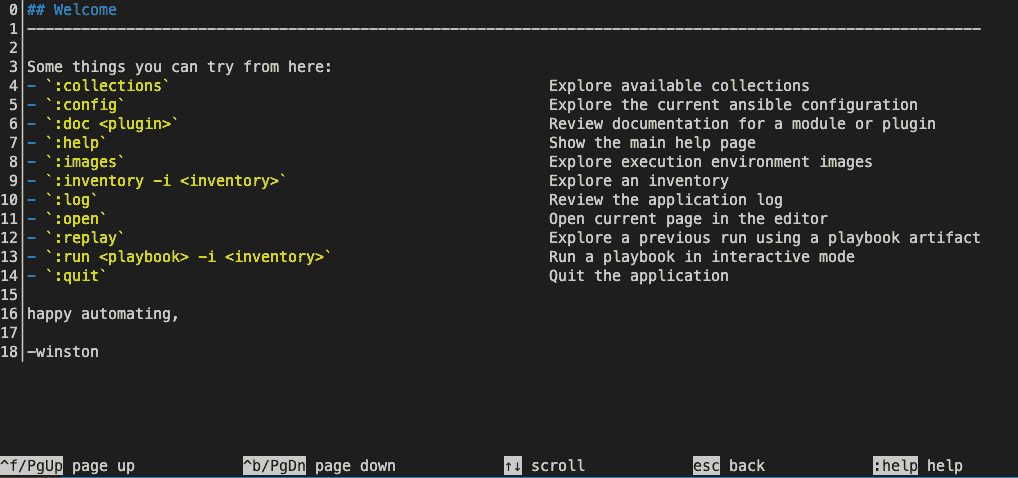 0 ## Welcome
1 ——————————————————————————————————————————————————————————————————————————————————————————
2
3 Some things you can try from here:
4 - `:collections` Explore available collections
5 - `:config` Explore the current ansible configuration
6 - `:doc <plugin>` Review documentation for a module or plugin
7 - `:help` Show the main help page
8 - `:images` Explore execution environment images
9 - `:inventory -i <inventory>` Explore an inventory
10 - `:log` Review the application log
11 - `:open` Open current page in the editor
12 - `:replay` Explore a previous run using a playbook artifact
13 - `:run <playbook> -i <inventory>` Run a playbook in interactive mode
14 - `:quit` Quit the application
15
16 happy automating,
17
18 -winston
^f/PgUp page up ^b/PgDn page down ↑↓ scroll esc back :help help